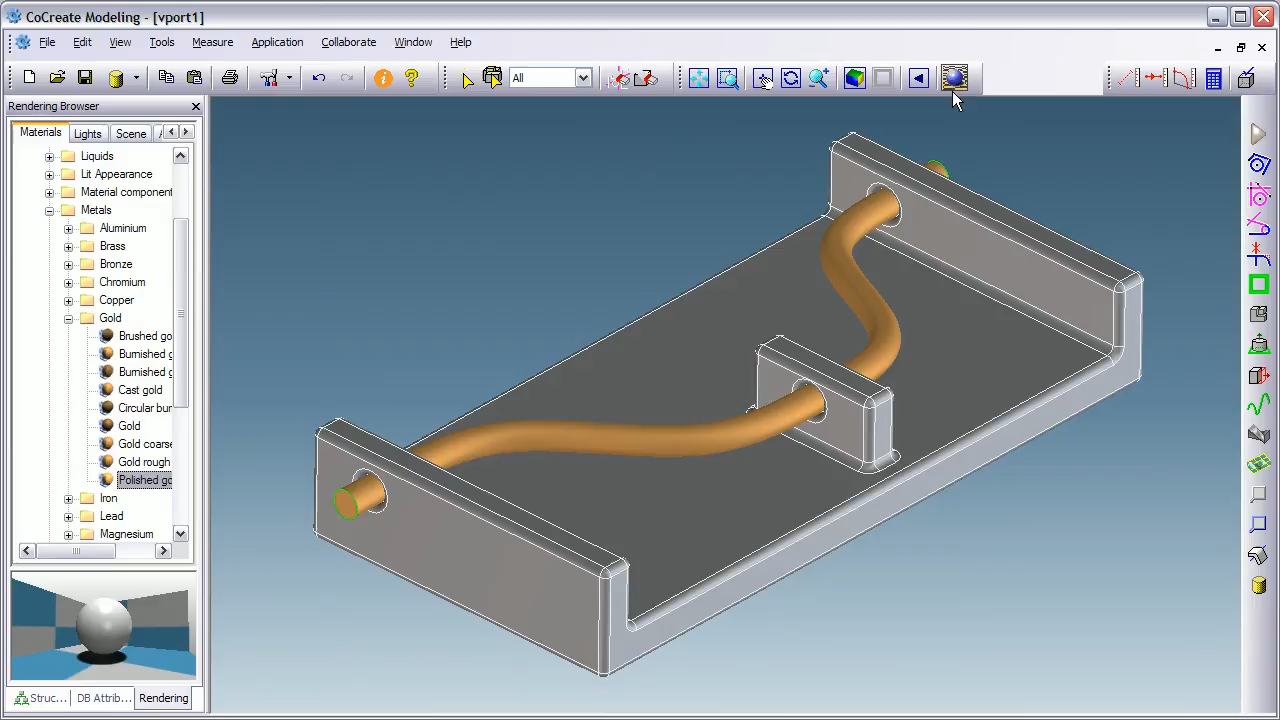 CoCreate Modeling - [vport1]
File Edit View Tools Measure Application Collaborate Window Help
All
Rendering Browser
Materials Lights Scene
Liquids
Lit Appearance
Material component
Metals
Aluminium
Brass
Bronze
Chromium
Copper
Gold
Brushed go
Burnished g
Burnished g
Cast gold
Circular bur
Gold
Gold coarse
Gold rough
Polished go
Iron
Lead
Magnesium
Struc... DB Attrib... Rendering